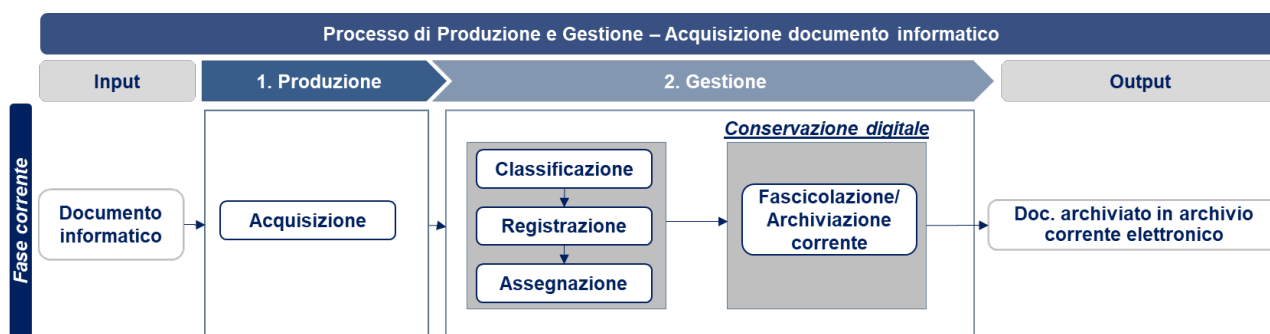 Processo di Produzione e Gestione – Acquisizione documento informatico
Input
1. Produzione
2. Gestione
Output
Fase corrente
Documento
informatico
Acquisizione
Classificazione
Registrazione
Assegnazione
Conservazione digitale
Fascicolazione/
Archiviazione
corrente
Doc. archiviato in archivio
corrente elettronico